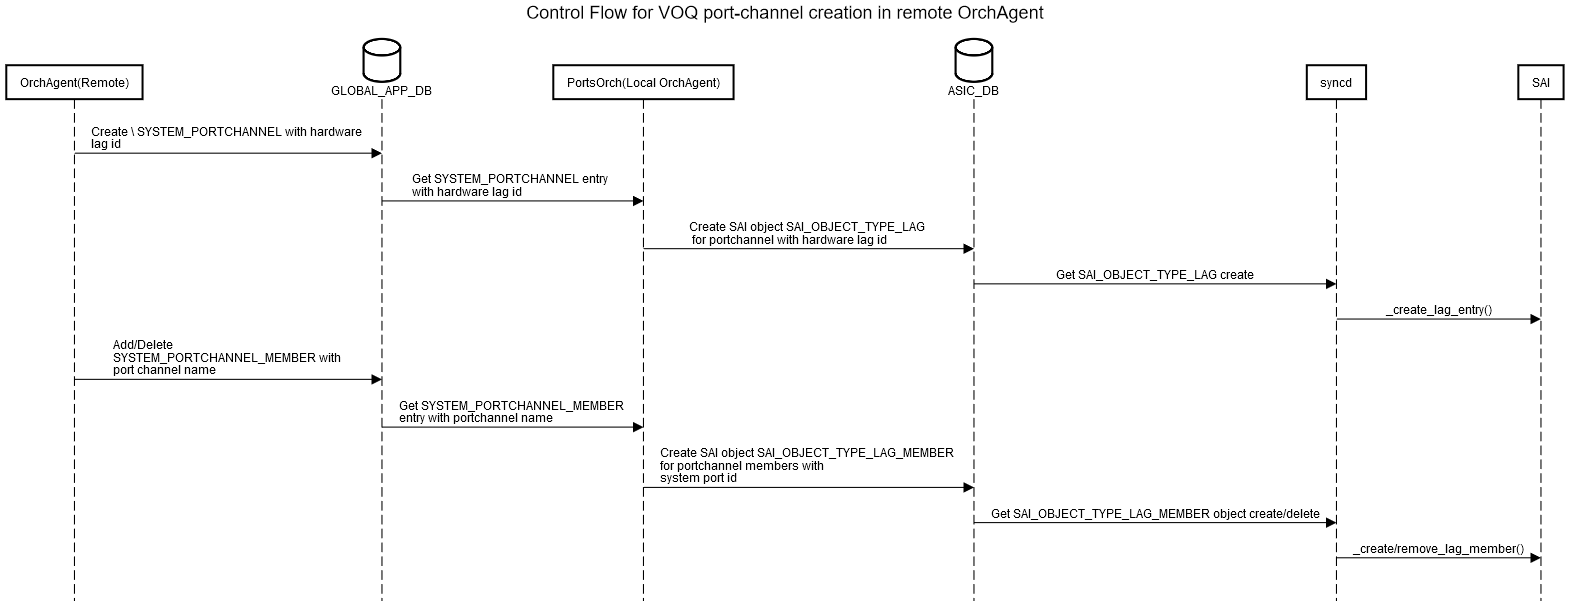 Control Flow for VOQ port-channel creation in remote OrchAgent
OrchAgent(Remote)
GLOBAL_APP_DB
PortsOrch(Local OrchAgent)
ASIC_DB
syncd
SAI
Create \ SYSTEM_PORTCHANNEL with hardware
lag id
Get SYSTEM_PORTCHANNEL entry
with hardware lag id
Create SAI object SAI_OBJECT_TYPE_LAG
for portchannel with hardware lag id
Get SAI_OBJECT_TYPE_LAG create
_create_lag_entry()
Add/Delete
SYSTEM_PORTCHANNEL_MEMBER with
port channel name
Get SYSTEM_PORTCHANNEL_MEMBER
entry with portchannel name
Create SAI object SAI_OBJECT_TYPE_LAG_MEMBER
for portchannel members with
system port id
Get SAI_OBJECT_TYPE_LAG_MEMBER object create/delete
_create/remove_lag_member()